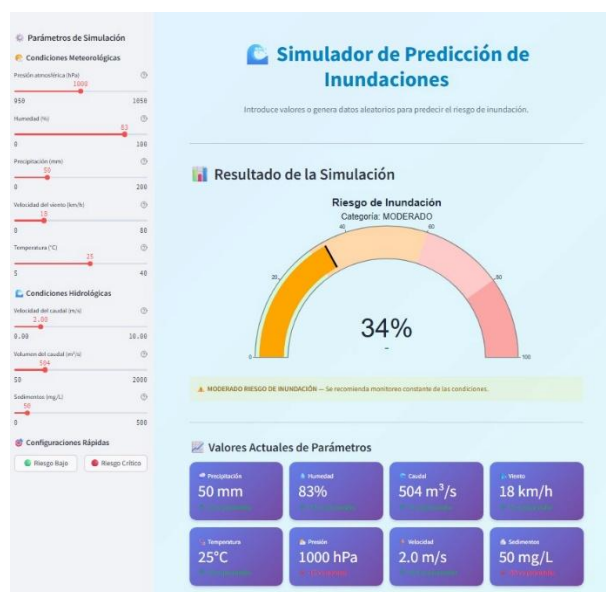 Parámetros de Simulación
Condiciones Meteorológicas
Presión atmosférica (hPa)
1000
950 1050
Humedad (%)
83
0 100
Precipitación (mm)
50
0 200
Velocidad del viento (km/h)
18
0 80
Temperatura (°C)
25
5 40
Condiciones Hidrológicas
Velocidad del caudal (m/s)
2.00
0.00 10.00
Volumen del caudal (m³/s)
504
50 2000
Sedimentos (mg/L)
50
0 500
Configuraciones Rápidas
Riesgo Bajo Riesgo Crítico
Simulador de Predicción de
Inundaciones
Introduce valores o genera datos aleatorios para predecir el riesgo de inundación.
Resultado de la Simulación
Riesgo de Inundación
Categoría: MODERADO
0
20
40
60
80
100
34%
-
MODERADO RIESGO DE INUNDACIÓN — Se recomienda monitoreo constante de las condiciones.
Valores Actuales de Parámetros
Precipitación Humedad Caudal Viento
50 mm 83% 504 m³/s 18 km/h
Temperatura Presión Velocidad Sedimentos
25°C 1000 hPa 2.0 m/s 50 mg/L